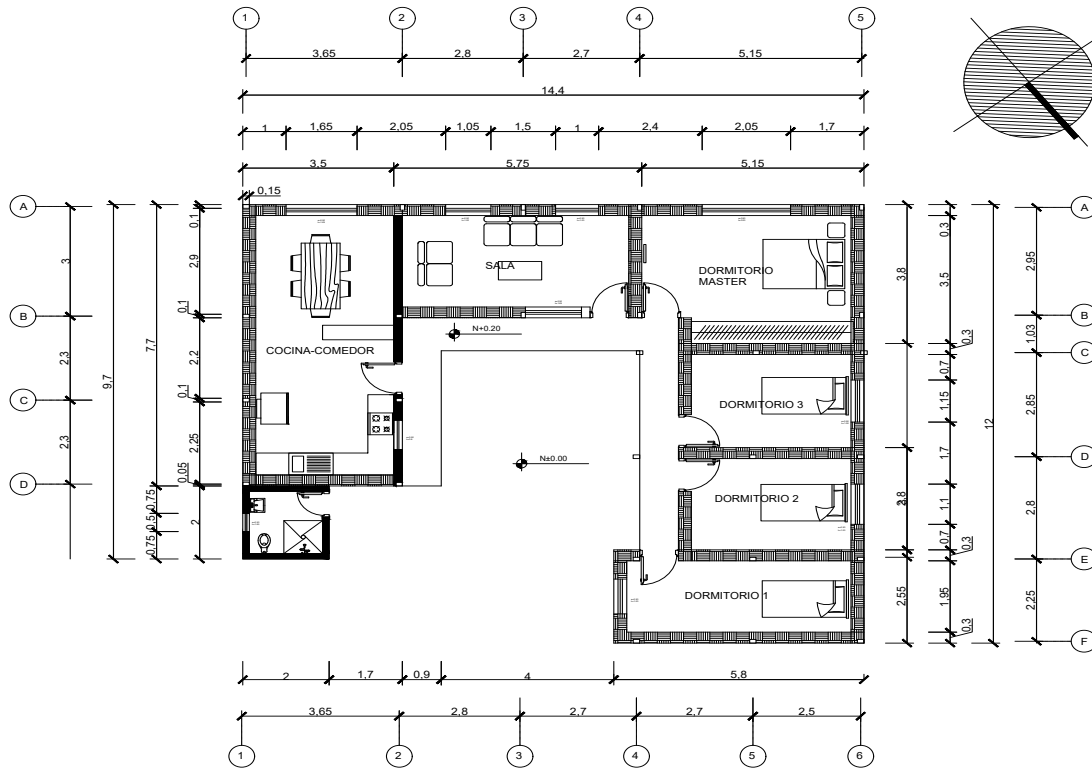 1 2 3 4 5
3,65 2,8 2,7 5,15
14,4
1 1,65 2,05 1,05 1,5 1 2,4 2,05 1,7
3,5 5,75 5,15
0,15
A A
B B
C C
D D
E
F
3
2,3
2,3
9,7
7,7
0,75
0,5
0,75
0,1
2,9
0,1
2,2
0,1
2,25
0,05
2
SALA
DORMITORIO
MASTER
N+0.20
COCINA-COMEDOR
DORMITORIO 3
N±0.00
DORMITORIO 2
DORMITORIO 1
3,8
2,55
0,3
3,5
0,3
0,7
1,15
1,7
1,1
0,7
0,3
1,95
0,3
12
2,95
1,03
2,85
2,8
2,25
2 1,7 0,9 4 5,8
3,65 2,8 2,7 2,7 2,5
1 2 3 4 5 6